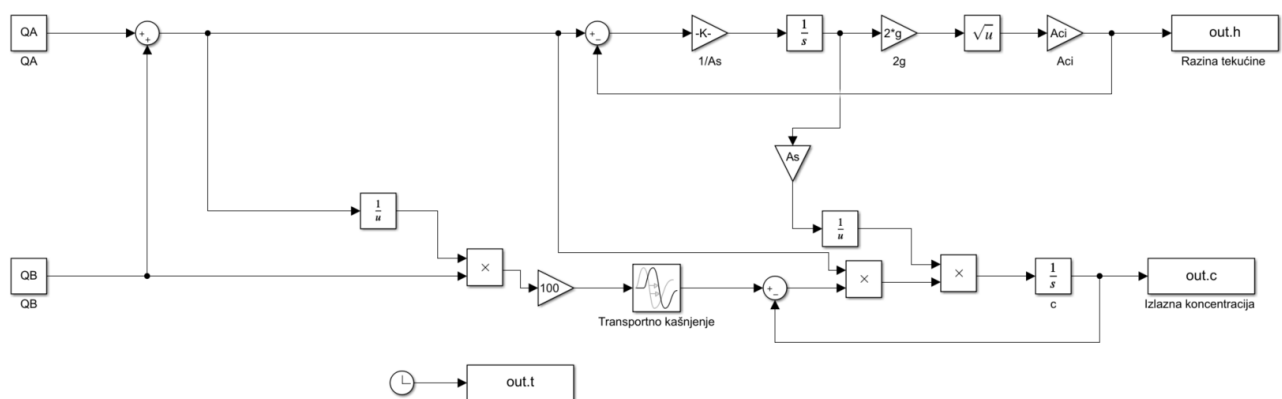 QA
QA
+
+
+
−
-K-
1/As
1
s
2*g
2g
√u
Aci
Aci
out.h
Razina tekućine
As
1
u
1
u
QB
QB
×
100
Transportno kašnjenje
+
−
×
×
1
s
c
out.c
Izlazna koncentracija
out.t